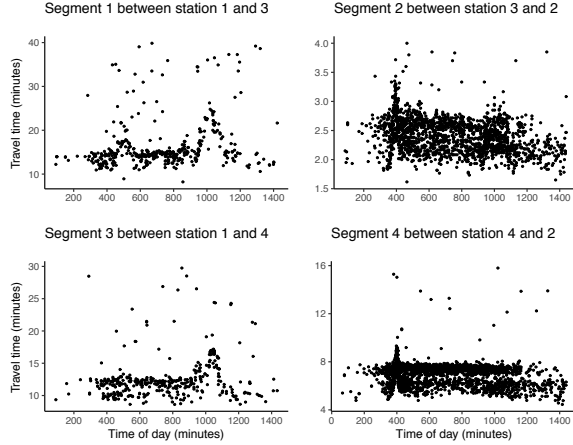 Segment 1 between station 1 and 3
Segment 2 between station 3 and 2
Travel time (minutes)
40
30
20
10
200 400 600 800 1000 1200 1400
4.0
3.5
3.0
2.5
2.0
1.5
200 400 600 800 1000 1200 1400
Segment 3 between station 1 and 4
Segment 4 between station 4 and 2
Travel time (minutes)
30
25
20
15
10
200 400 600 800 1000 1200 1400
Time of day (minutes)
16
12
8
4
0 200 400 600 800 1000 1200 1400
Time of day (minutes)